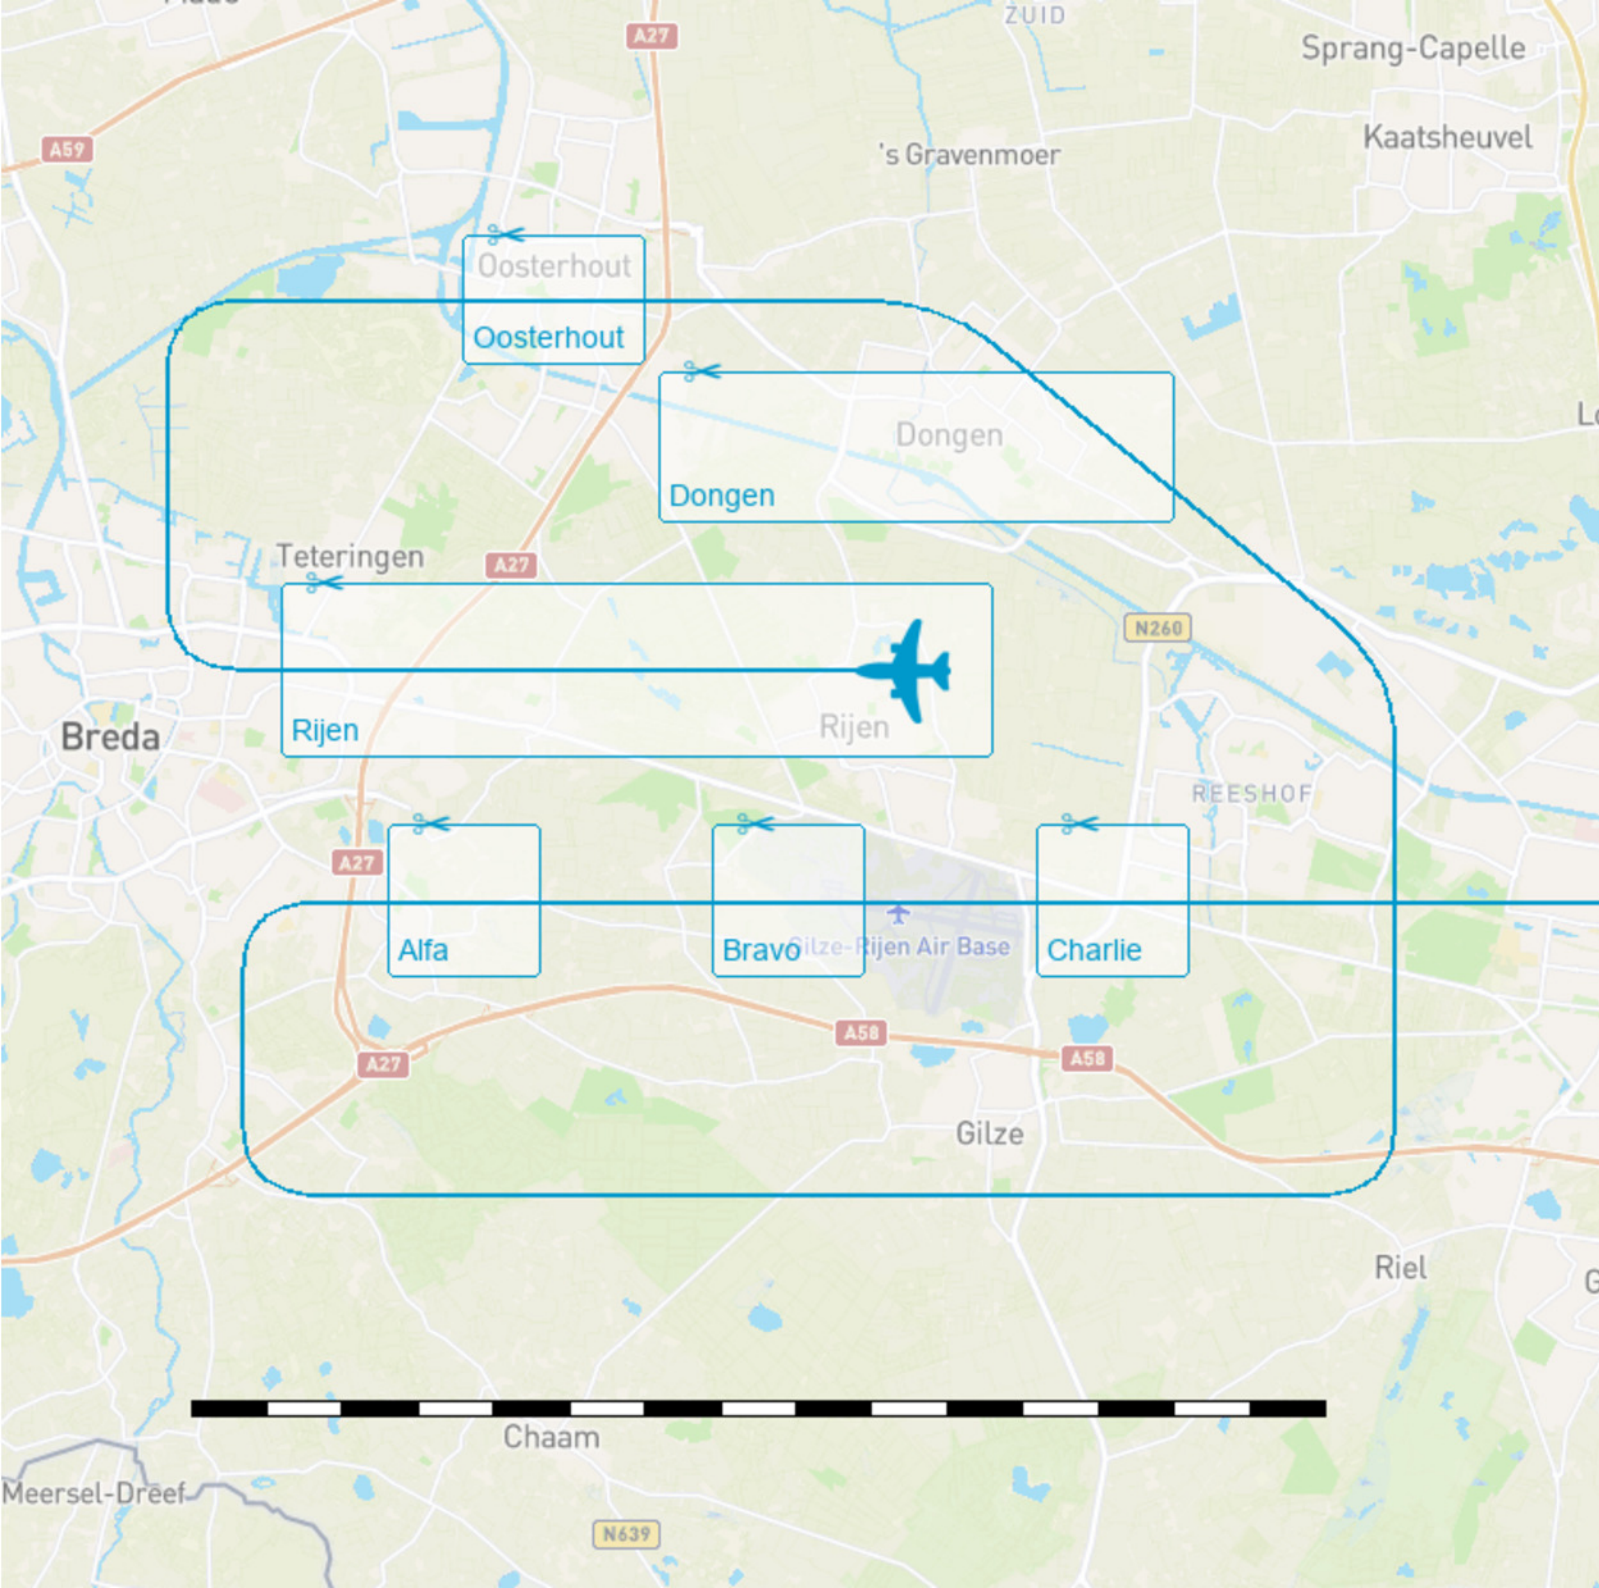 ZUID
A27
Sprang-Capelle
Kaatsheuvel
A59
's Gravenmoer
Oosterhout
Oosterhout
Dongen
Dongen
Teteringen
A27
N260
Rijen
Rijen
Breda
REESHOF
A27
Alfa
Bravo
Gilze-Rijen Air Base
Charlie
A58
A58
A27
Gilze
Riel
Chaam
Meersel-Dreef
N639